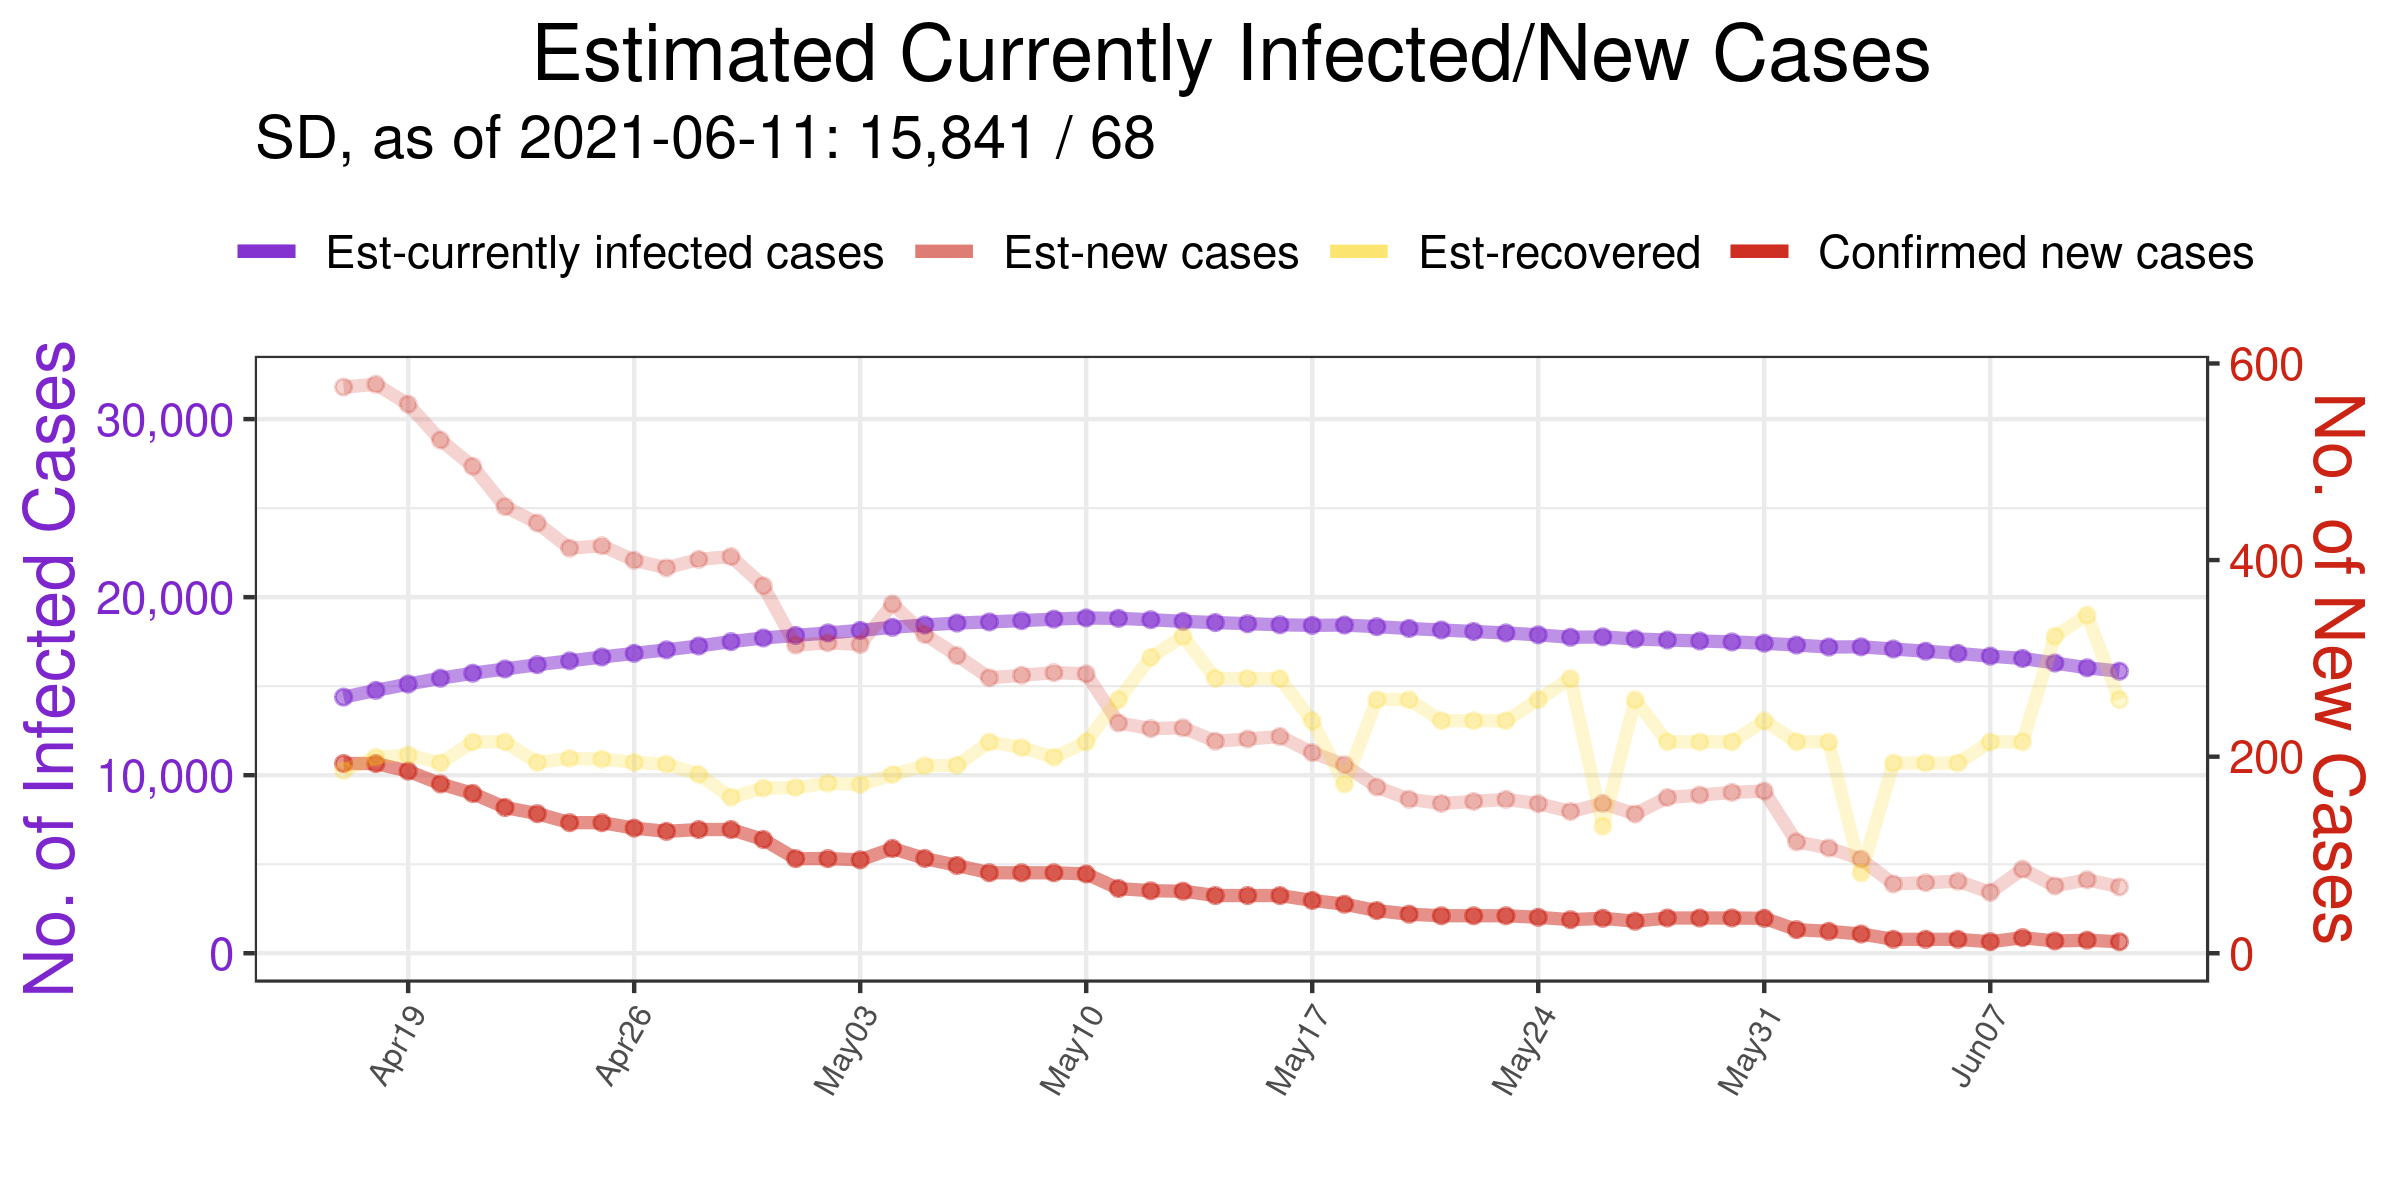 Estimated Currently Infected/New Cases
SD, as of 2021-06-11: 15,841 / 68
Est-currently infected cases Est-new cases Est-recovered Confirmed new cases
No. of Infected Cases
30,000
20,000
10,000
0
600
400
200
0
No. of New Cases
Apr19 Apr26 May03 May10 May17 May24 May31 Jun07